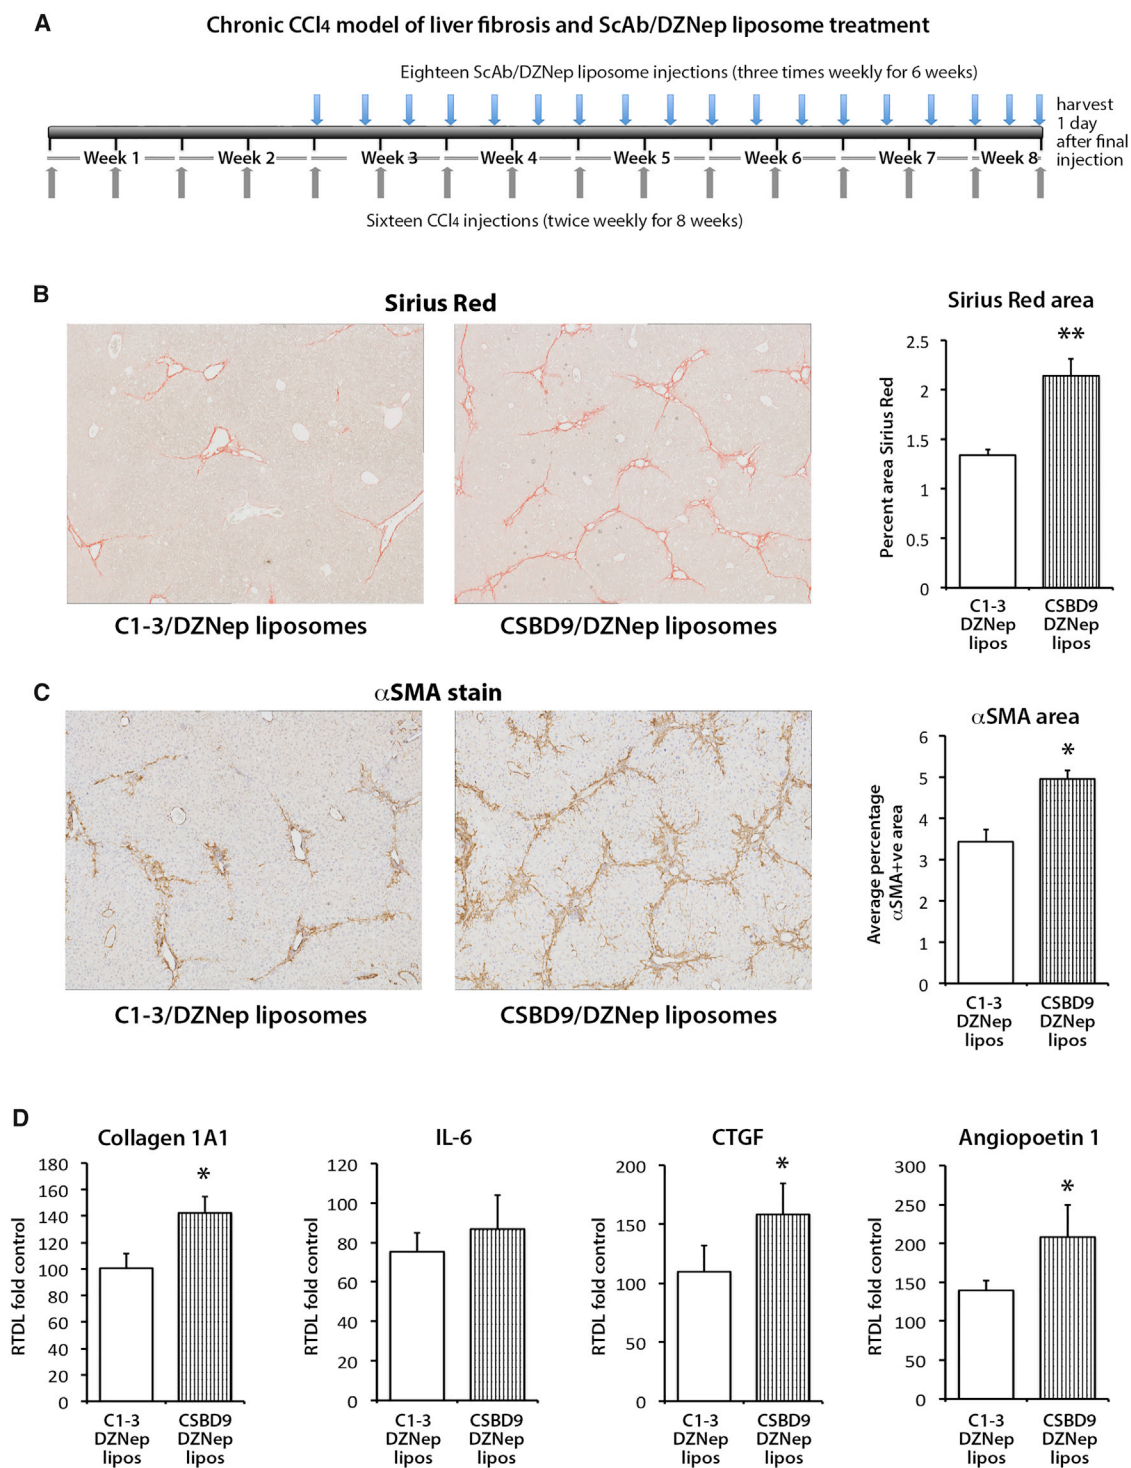 A
Chronic CCl4 model of liver fibrosis and ScAb/DZNep liposome treatment
Eighteen ScAb/DZNep liposome injections (three times weekly for 6 weeks)
harvest
1 day
after final
injection
Week 1
Week 2
Week 3
Week 4
Week 5
Week 6
Week 7
Week 8
Sixteen CCl4 injections (twice weekly for 8 weeks)
B
Sirius Red
C1-3/DZNep liposomes
CSBD9/DZNep liposomes
Sirius Red area
**
Percent area Sirius Red
2.5
2
1.5
1
0.5
0
C1-3
DZNep
lipos
CSBD9
DZNep
lipos
C
αSMA stain
C1-3/DZNep liposomes
CSBD9/DZNep liposomes
αSMA area
*
Average percentage
αSMA+ve area
6
5
4
3
2
1
0
C1-3
DZNep
lipos
CSBD9
DZNep
lipos
D
Collagen 1A1
*
RTDL fold control
180
160
140
120
100
80
60
40
20
0
C1-3
DZNep
lipos
CSBD9
DZNep
lipos
IL-6
RTDL fold control
120
100
80
60
40
20
0
C1-3
DZNep
lipos
CSBD9
DZNep
lipos
CTGF
*
RTDL fold control
200
150
100
50
0
C1-3
DZNep
lipos
CSBD9
DZNep
lipos
Angiopoetin 1
*
RTDL fold control
300
250
200
150
100
50
0
C1-3
DZNep
lipos
CSBD9
DZNep
lipos